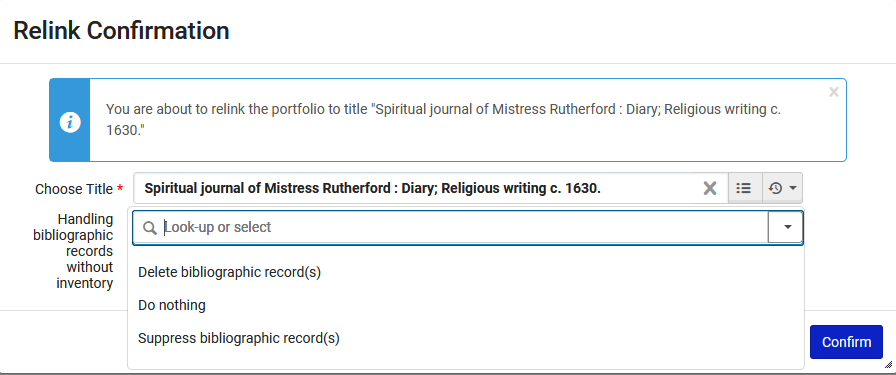 Relink Confirmation
You are about to relink the portfolio to title "Spiritual journal of Mistress Rutherford : Diary; Religious writing c.
1630."
Choose Title *
Spiritual journal of Mistress Rutherford : Diary; Religious writing c. 1630.
Handling
bibliographic
records
without
inventory
Look-up or select
Delete bibliographic record(s)
Do nothing
Suppress bibliographic record(s)
Confirm